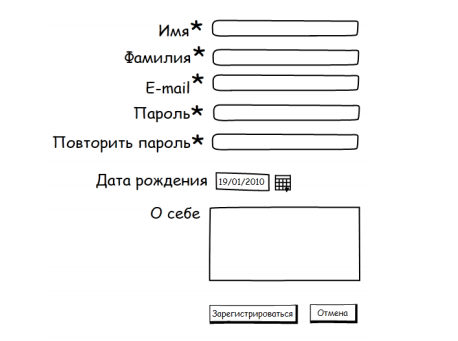 Имя*
Фамилия*
E-mail*
Пароль*
Повторить пароль*
Дата рождения 19/01/2010
О себе
Зарегистрироваться Отмена